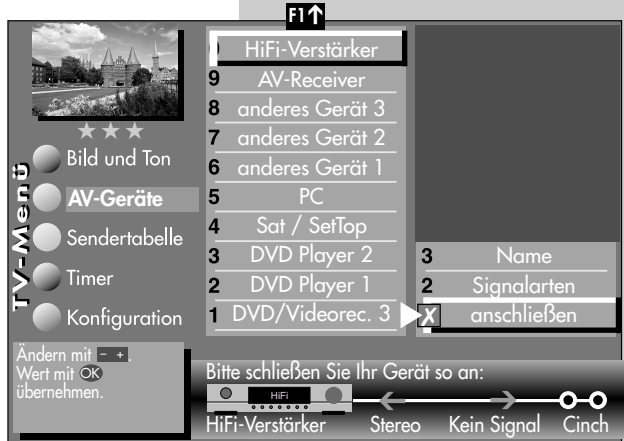 F1↑
HiFi-Verstärker
9 AV-Receiver
8 anderes Gerät 3
7 anderes Gerät 2
6 anderes Gerät 1
5 PC
4 Sat / SetTop
3 DVD Player 2
2 DVD Player 1
1 DVD/Videorec. 3
TV-Menü
Bild und Ton
AV-Geräte
Sendertabelle
Timer
Konfiguration
3 Name
2 Signalarten
X anschließen
Ändern mit - +.
Wert mit OK
übernehmen.
Bitte schließen Sie Ihr Gerät so an:
HiFi
HiFi-Verstärker Stereo Kein Signal Cinch